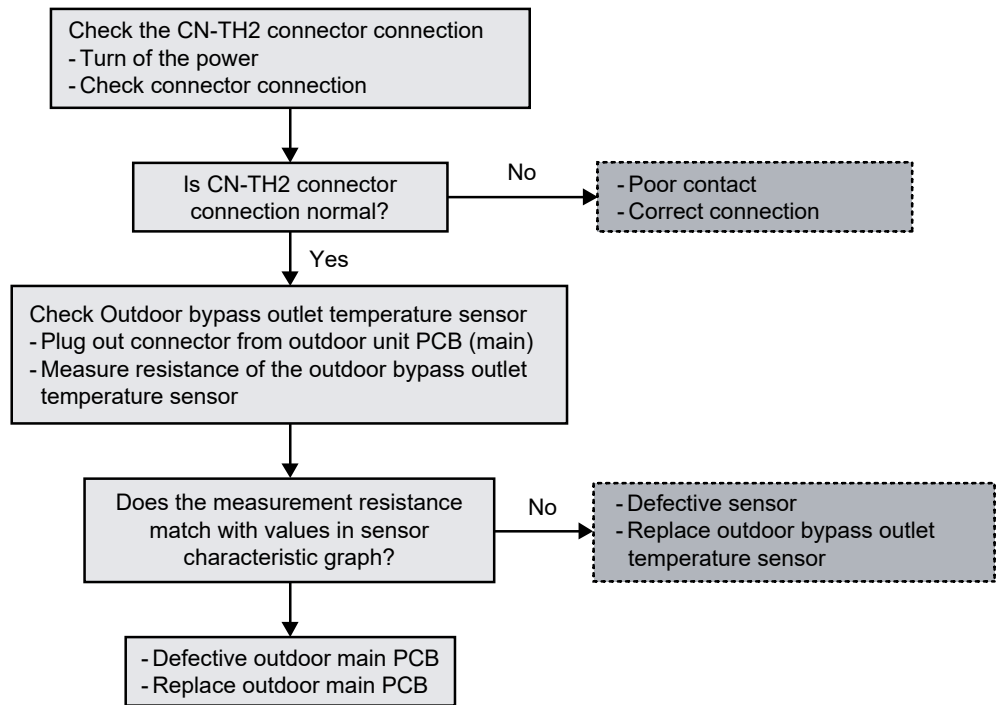 Check the CN-TH2 connector connection
- Turn of the power
- Check connector connection
Is CN-TH2 connector
connection normal?
No
- Poor contact
- Correct connection
Yes
Check Outdoor bypass outlet temperature sensor
- Plug out connector from outdoor unit PCB (main)
- Measure resistance of the outdoor bypass outlet
temperature sensor
Does the measurement resistance
match with values in sensor
characteristic graph?
No
- Defective sensor
- Replace outdoor bypass outlet
temperature sensor
- Defective outdoor main PCB
- Replace outdoor main PCB